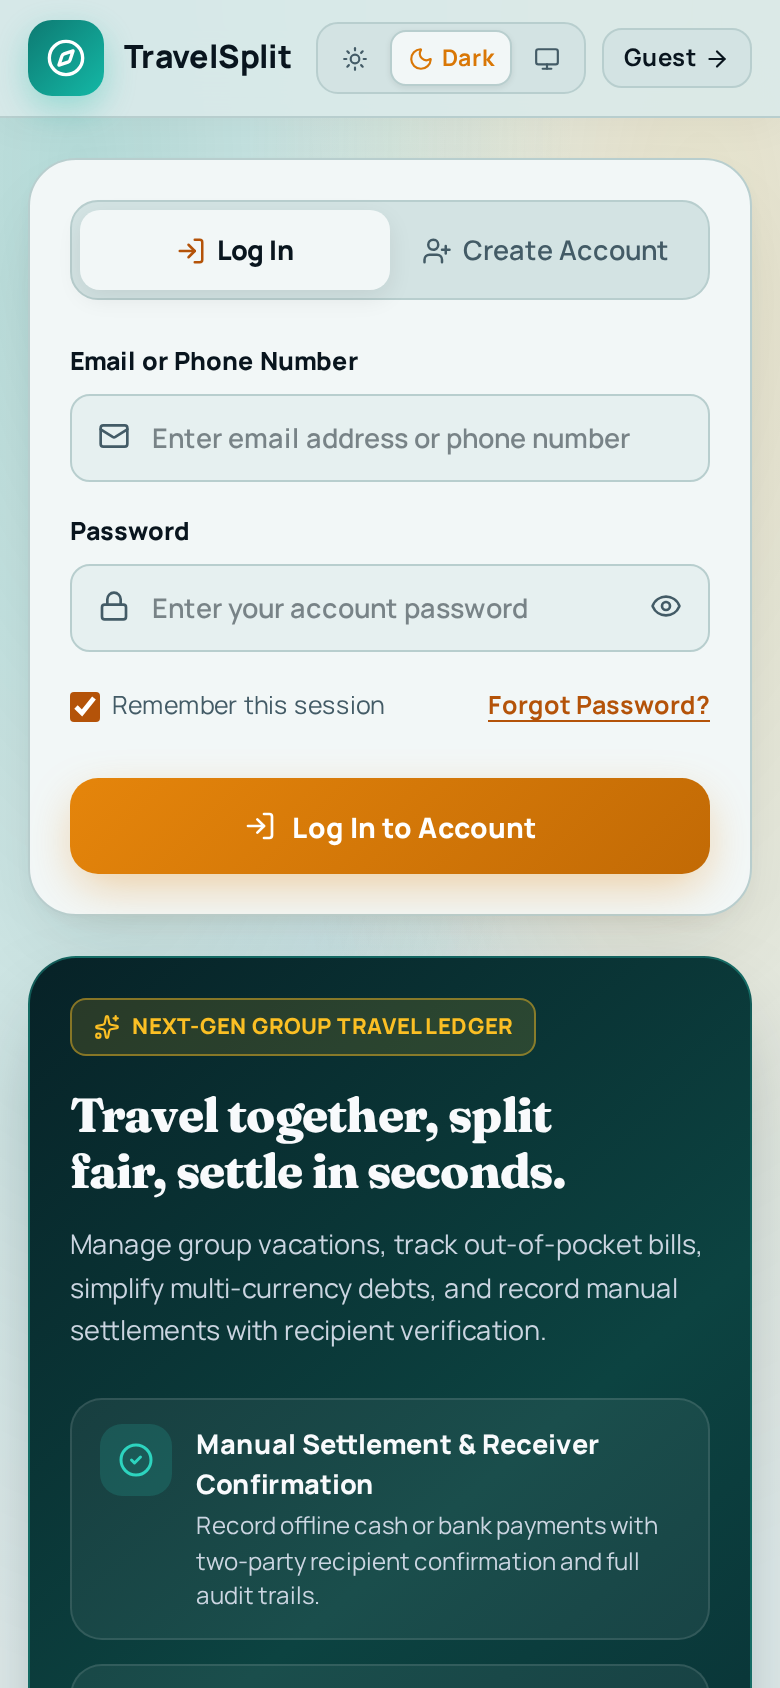 TravelSplit
Dark
Guest →
Log In
Create Account
Email or Phone Number
Enter email address or phone number
Password
Enter your account password
Remember this session
Forgot Password?
Log In to Account
NEXT-GEN GROUP TRAVEL LEDGER
Travel together, split
fair, settle in seconds.
Manage group vacations, track out-of-pocket bills,
simplify multi-currency debts, and record manual
settlements with recipient verification.
Manual Settlement & Receiver
Confirmation
Record offline cash or bank payments with
two-party recipient confirmation and full
audit trails.